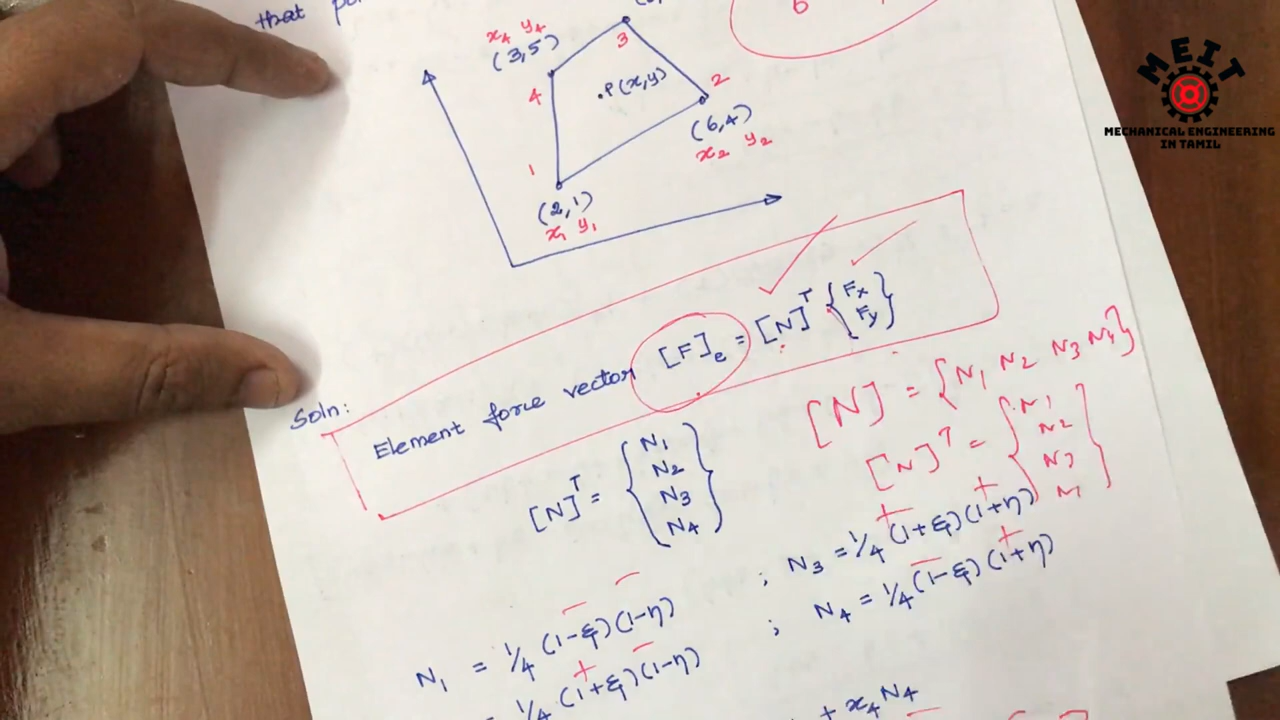 that
x4 y4
(3,5)
3
6
4
.P(x,y)
2
(6,4)
x2 y2
1
(2,1)
x1 y1
MEIT
MECHANICAL ENGINEERING
IN TAMIL
Soln:
Element force vector [F]e = [N]^T {Fx
Fy}
[N] = {N1 N2 N3 N4}
[N]^T = {N1
N2
N3
[N]^T = {N1
N2
N3
N4}
N1 = 1/4 (1-ξ)(1-η) ; N3 = 1/4 (1+ξ)(1+η)
1/4 (1+ξ)(1-η) ; N4 = 1/4 (1-ξ)(1+η)
+ x4 N4